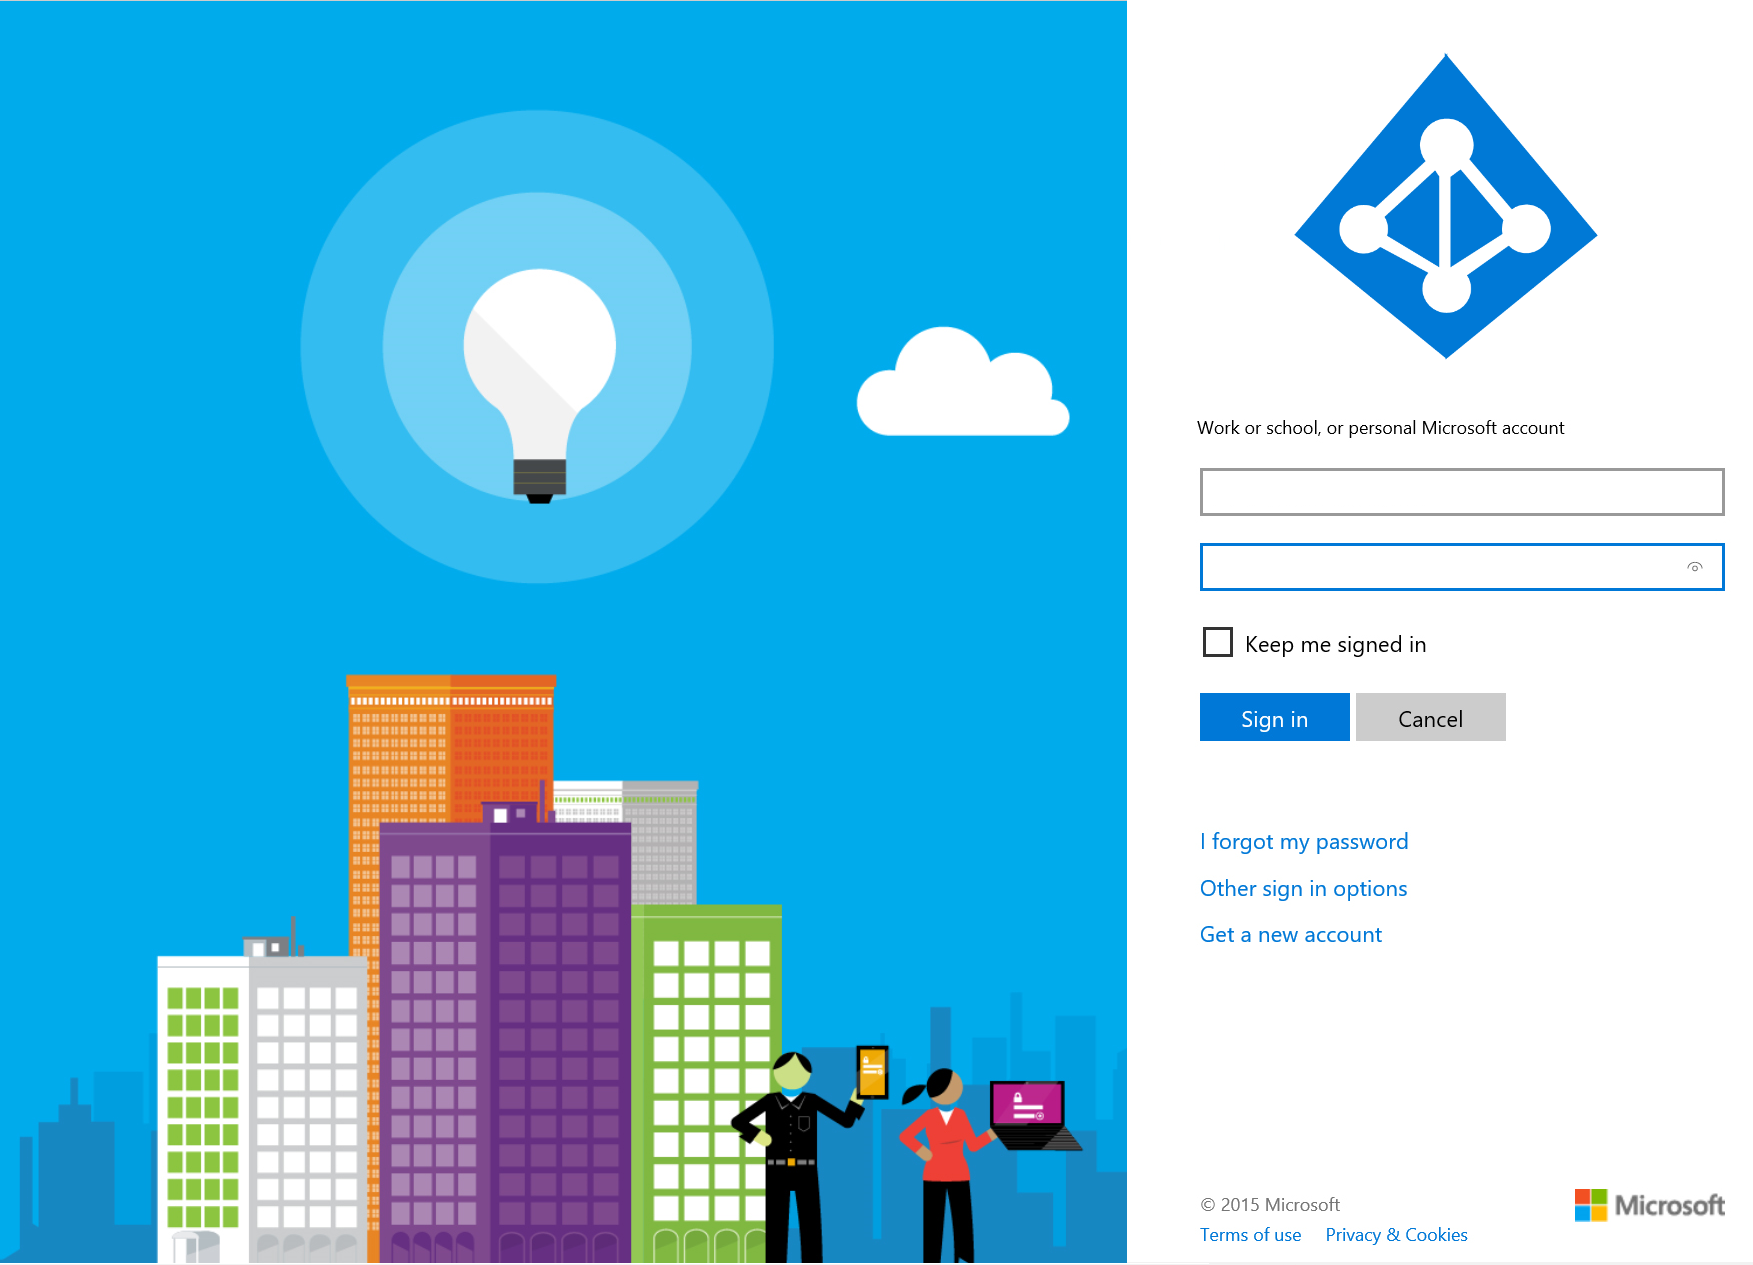 Work or school, or personal Microsoft account
Keep me signed in
Sign in
Cancel
I forgot my password
Other sign in options
Get a new account
© 2015 Microsoft
Microsoft
Terms of use
Privacy & Cookies